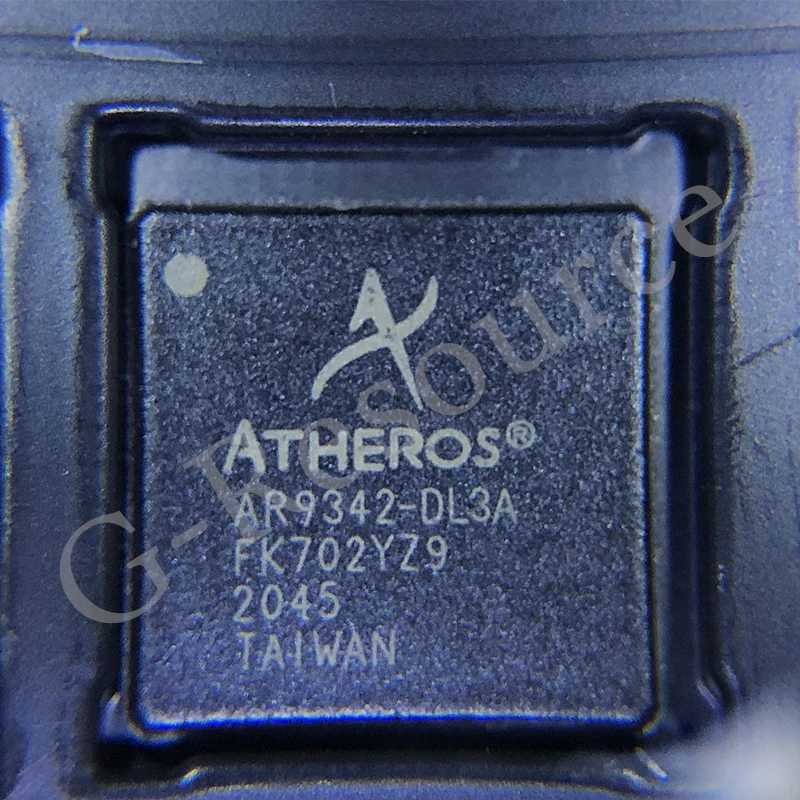 ATHEROS®
AR9342-DL3A
FK702YZ9
2045
TAIWAN
G-Resource